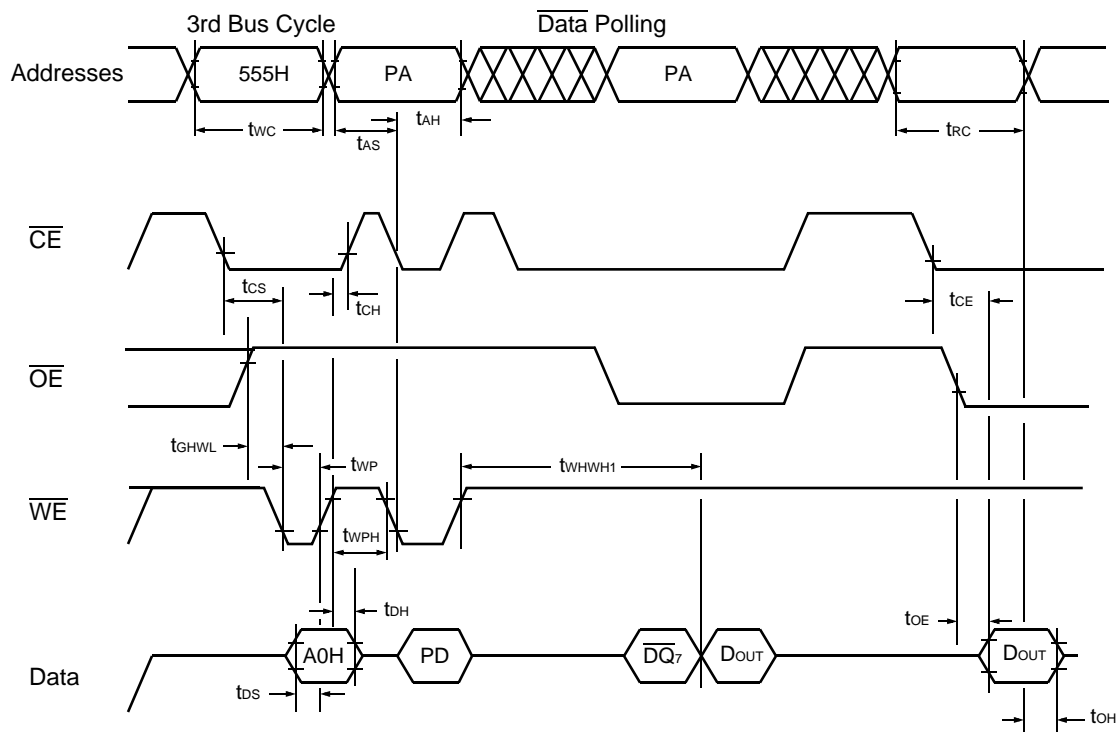 3rd Bus Cycle
Data Polling
Addresses
555H
PA
PA
tWC
tAS
tAH
tRC
CE
tCS
tCH
tCE
OE
tGHWL
tWP
tWHWH1
WE
tWPH
tDH
tOE
Data
A0H
PD
DQ7
DOUT
DOUT
tDS
tOH